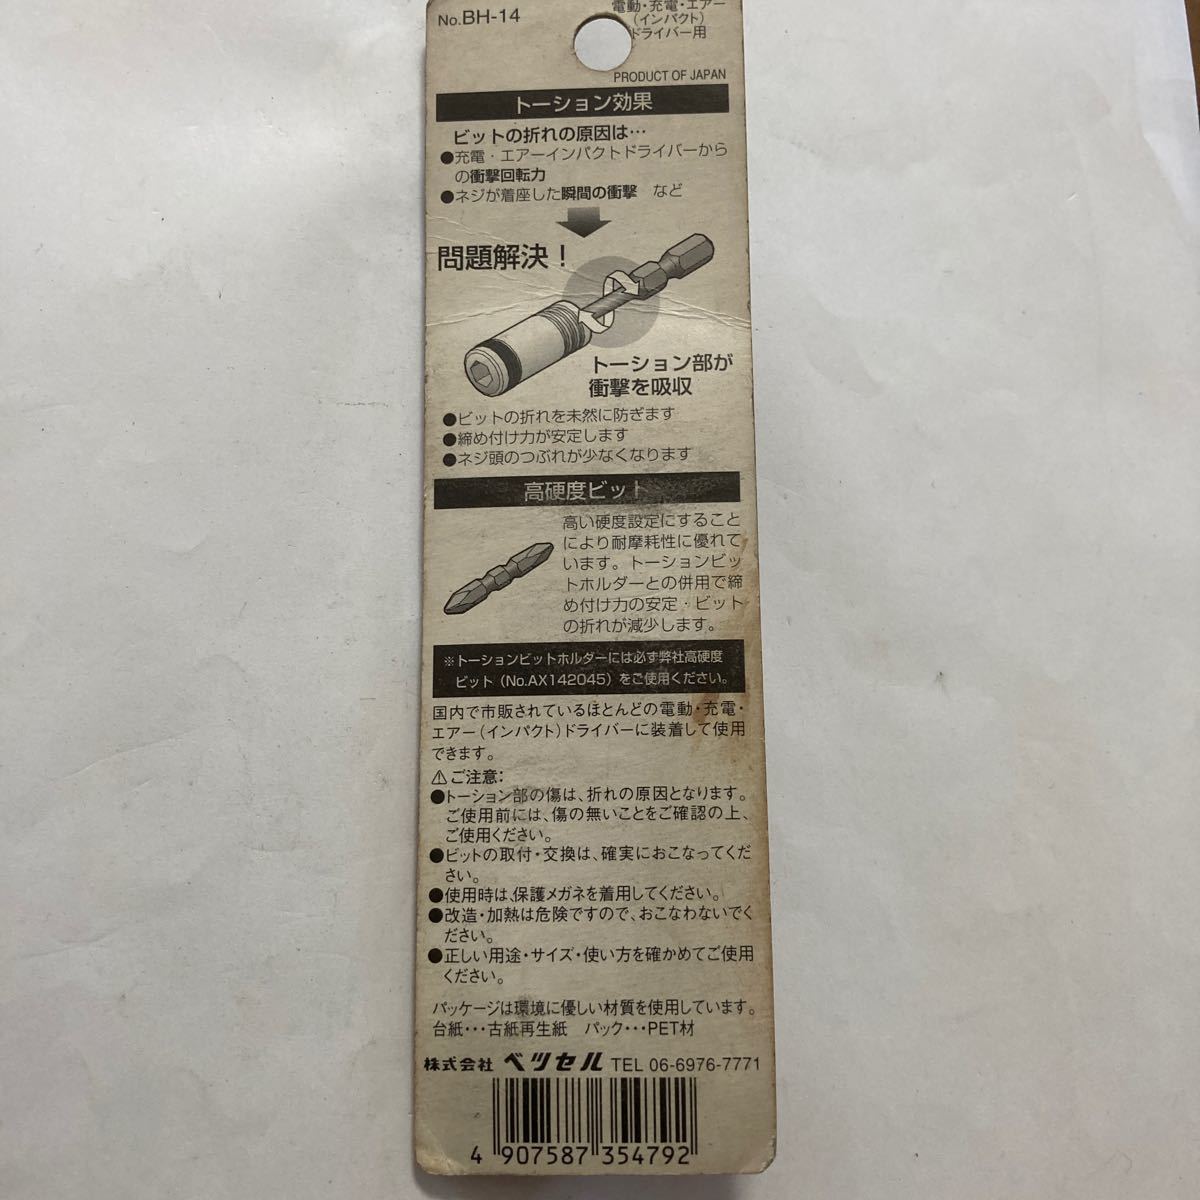 No.BH-14
電動・充電・エアー
(インパクト)
ドライバー用
PRODUCT OF JAPAN
トーション効果
ビットの折れの原因は…
●充電・エアーインパクトドライバーから
の衝撃回転力
●ネジが着座した瞬間の衝撃 など
問題解決!
トーション部が
衝撃を吸収
●ビットの折れを未然に防ぎます
●締め付け力が安定します
●ネジ頭のつぶれが少なくなります
高硬度ビット
高い硬度設定にすること
により耐摩耗性に優れて
います。トーションビッ
トホルダーとの併用で締
め付け力の安定・ビット
の折れが減少します。
※トーションビットホルダーには必ず弊社高硬度
ビット(No.AX142045)をご使用ください。
国内で市販されているほとんどの電動・充電・
エアー(インパクト)ドライバーに装着して使用
できます。
⚠ご注意:
●トーション部の傷は、折れの原因となります。
ご使用前には、傷の無いことをご確認の上、
ご使用ください。
●ビットの取付・交換は、確実におこなってくだ
さい。
●使用時は、保護メガネを着用してください。
●改造・加熱は危険ですので、おこなわないでく
ださい。
●正しい用途・サイズ・使い方を確かめてご使用
ください。
パッケージは環境に優しい材質を使用しています。
台紙…古紙再生紙 パック…PET材
株式会社 ベッセル TEL 06-6976-7771
4 907587 354792